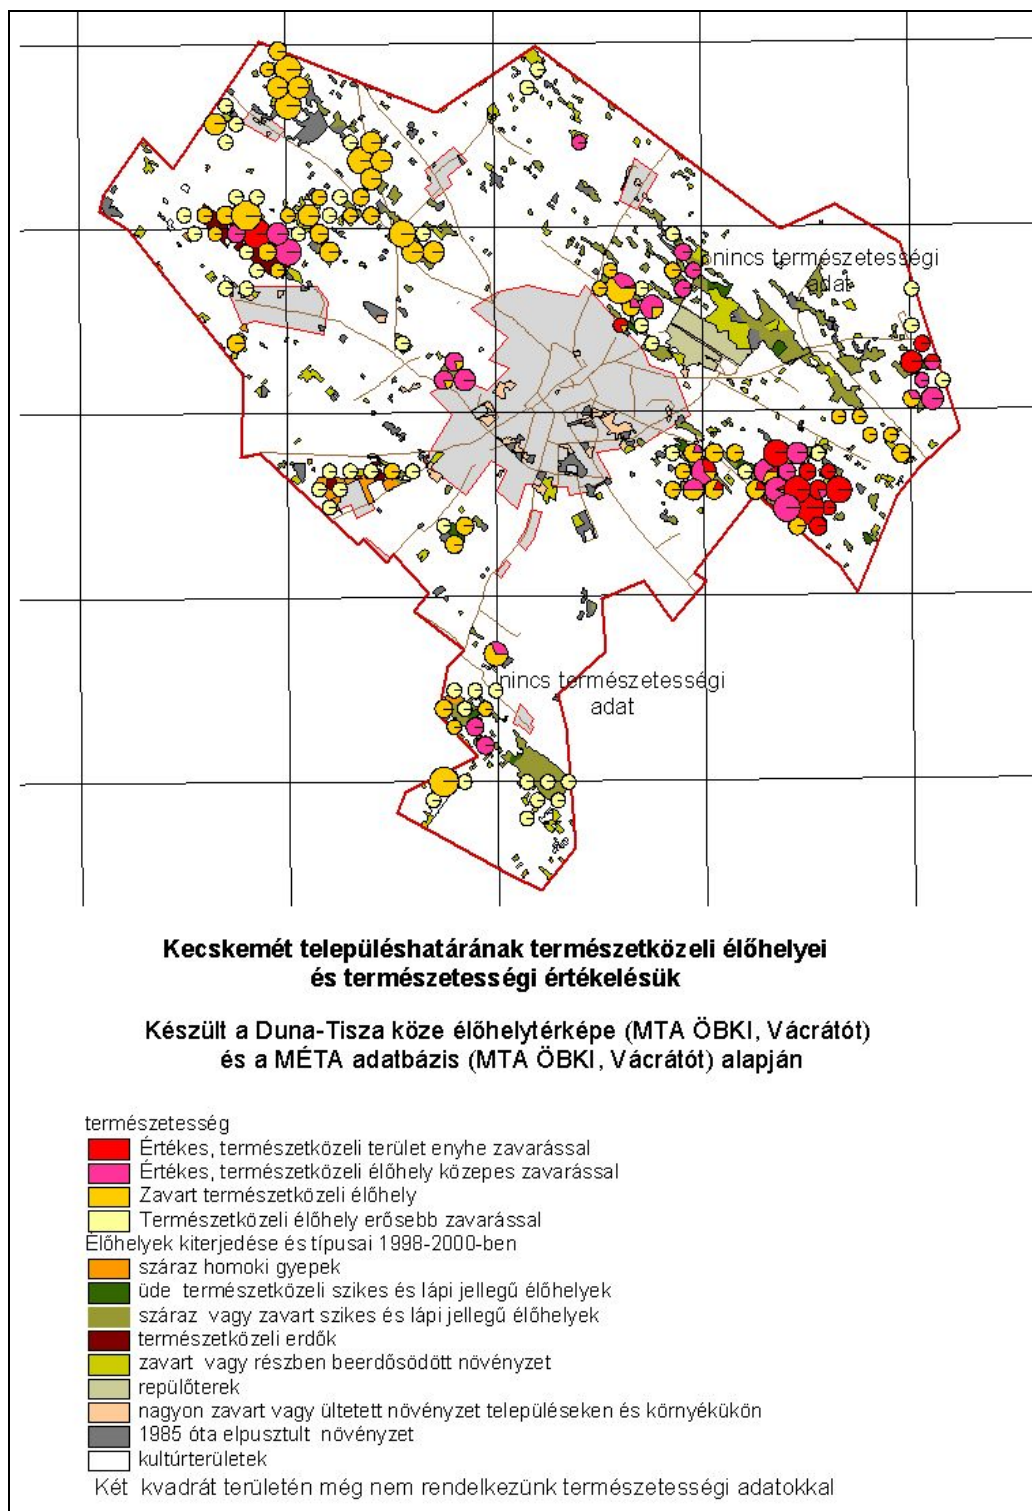 nincs természetességi
adat
nincs természetességi
adat
Kecskemét településhatárának természetközeli élőhelyei
és természetességi értékelésük
Készült a Duna-Tisza köze élőhelytérképe (MTA ÖBKI, Vácrátót)
és a MÉTA adatbázis (MTA ÖBKI, Vácrátót) alapján
természetesség
Értékes, természetközeli terület enyhe zavarással
Értékes, természetközeli élőhely közepes zavarással
Zavart természetközeli élőhely
Természetközeli élőhely erősebb zavarással
Élőhelyek kiterjedése és típusai 1998-2000-ben
száraz homoki gyepek
üde természetközeli szikes és lápi jellegű élőhelyek
száraz vagy zavart szikes és lápi jellegű élőhelyek
természetközeli erdők
zavart vagy részben beerdősödött növényzet
repülőterek
nagyon zavart vagy ültetett növényzet településeken és környékükön
1985 óta elpusztult növényzet
kultúrterületek
Két kvadrát területén még nem rendelkezünk természetességi adatokkal